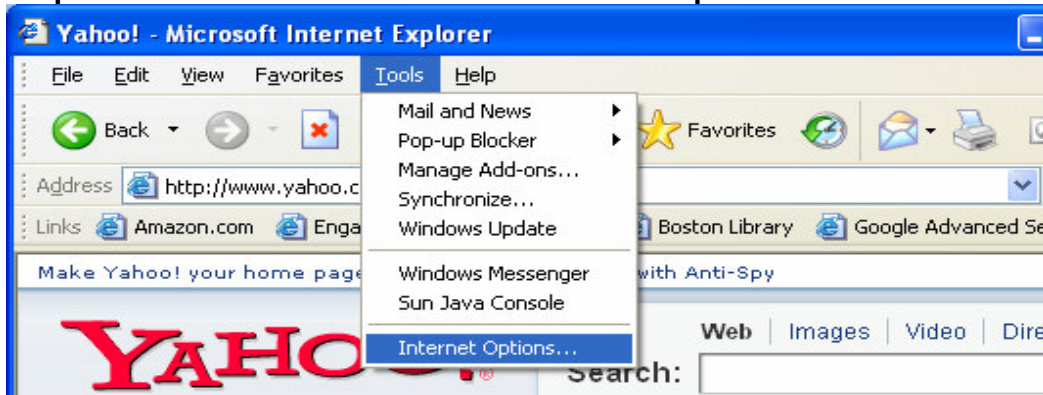 Yahoo! - Microsoft Internet Explorer
File Edit View Favorites Tools Help
Back Favorites
Mail and News
Pop-up Blocker
Manage Add-ons...
Synchronize...
Windows Update
Windows Messenger
Sun Java Console
Internet Options...
Address http://www.yahoo.c
Links Amazon.com Enga Boston Library Google Advanced Se
Make Yahoo! your home page with Anti-Spy
YAHOO!®
Web | Images | Video | Dire
Search: